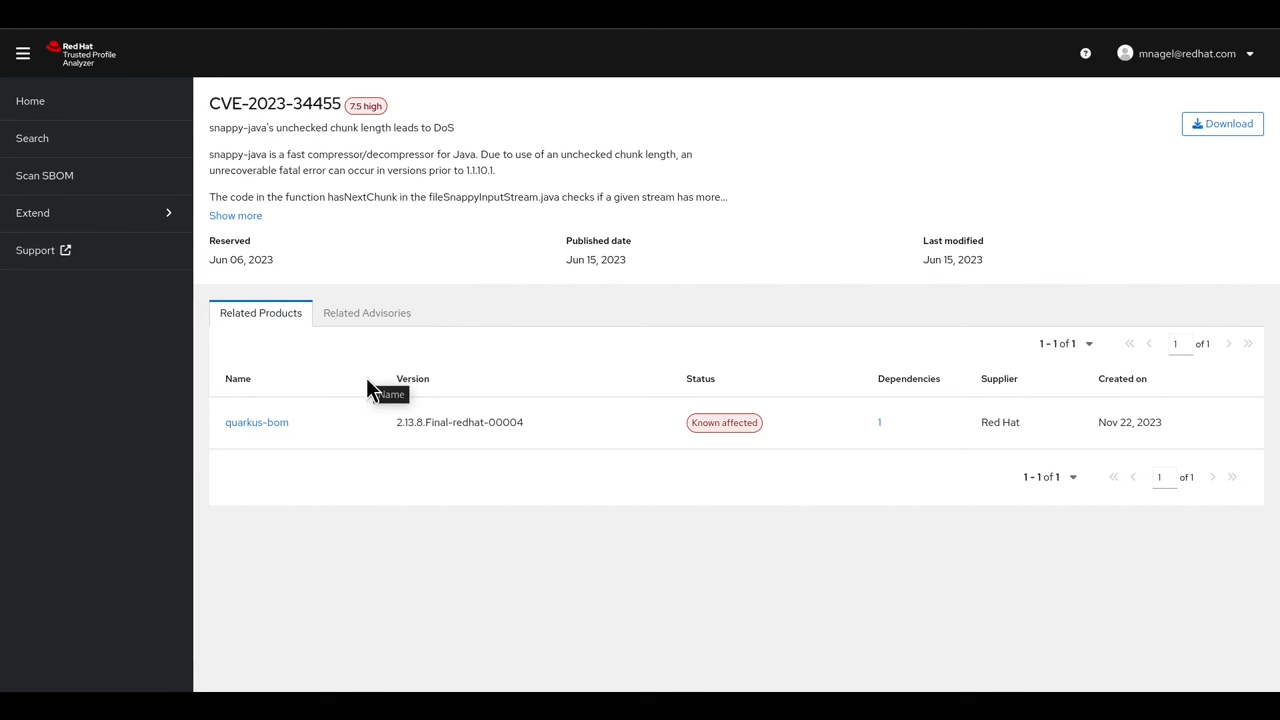 Red Hat
Trusted Profile
Analyzer
mnagel@redhat.com
Home
Search
Scan SBOM
Extend
Support
CVE-2023-34455 7.5 high
snappy-java's unchecked chunk length leads to DoS
Download
snappy-java is a fast compressor/decompressor for Java. Due to use of an unchecked chunk length, an
unrecoverable fatal error can occur in versions prior to 1.1.10.1.
The code in the function hasNextChunk in the fileSnappyInputStream.java checks if a given stream has more...
Show more
Reserved Published date Last modified
Jun 06, 2023 Jun 15, 2023 Jun 15, 2023
Related Products Related Advisories
1 - 1 of 1 1 of 1
Name Version Status Dependencies Supplier Created on
Name
quarkus-bom 2.13.8.Final-redhat-00004 Known affected 1 Red Hat Nov 22, 2023
1 - 1 of 1 1 of 1